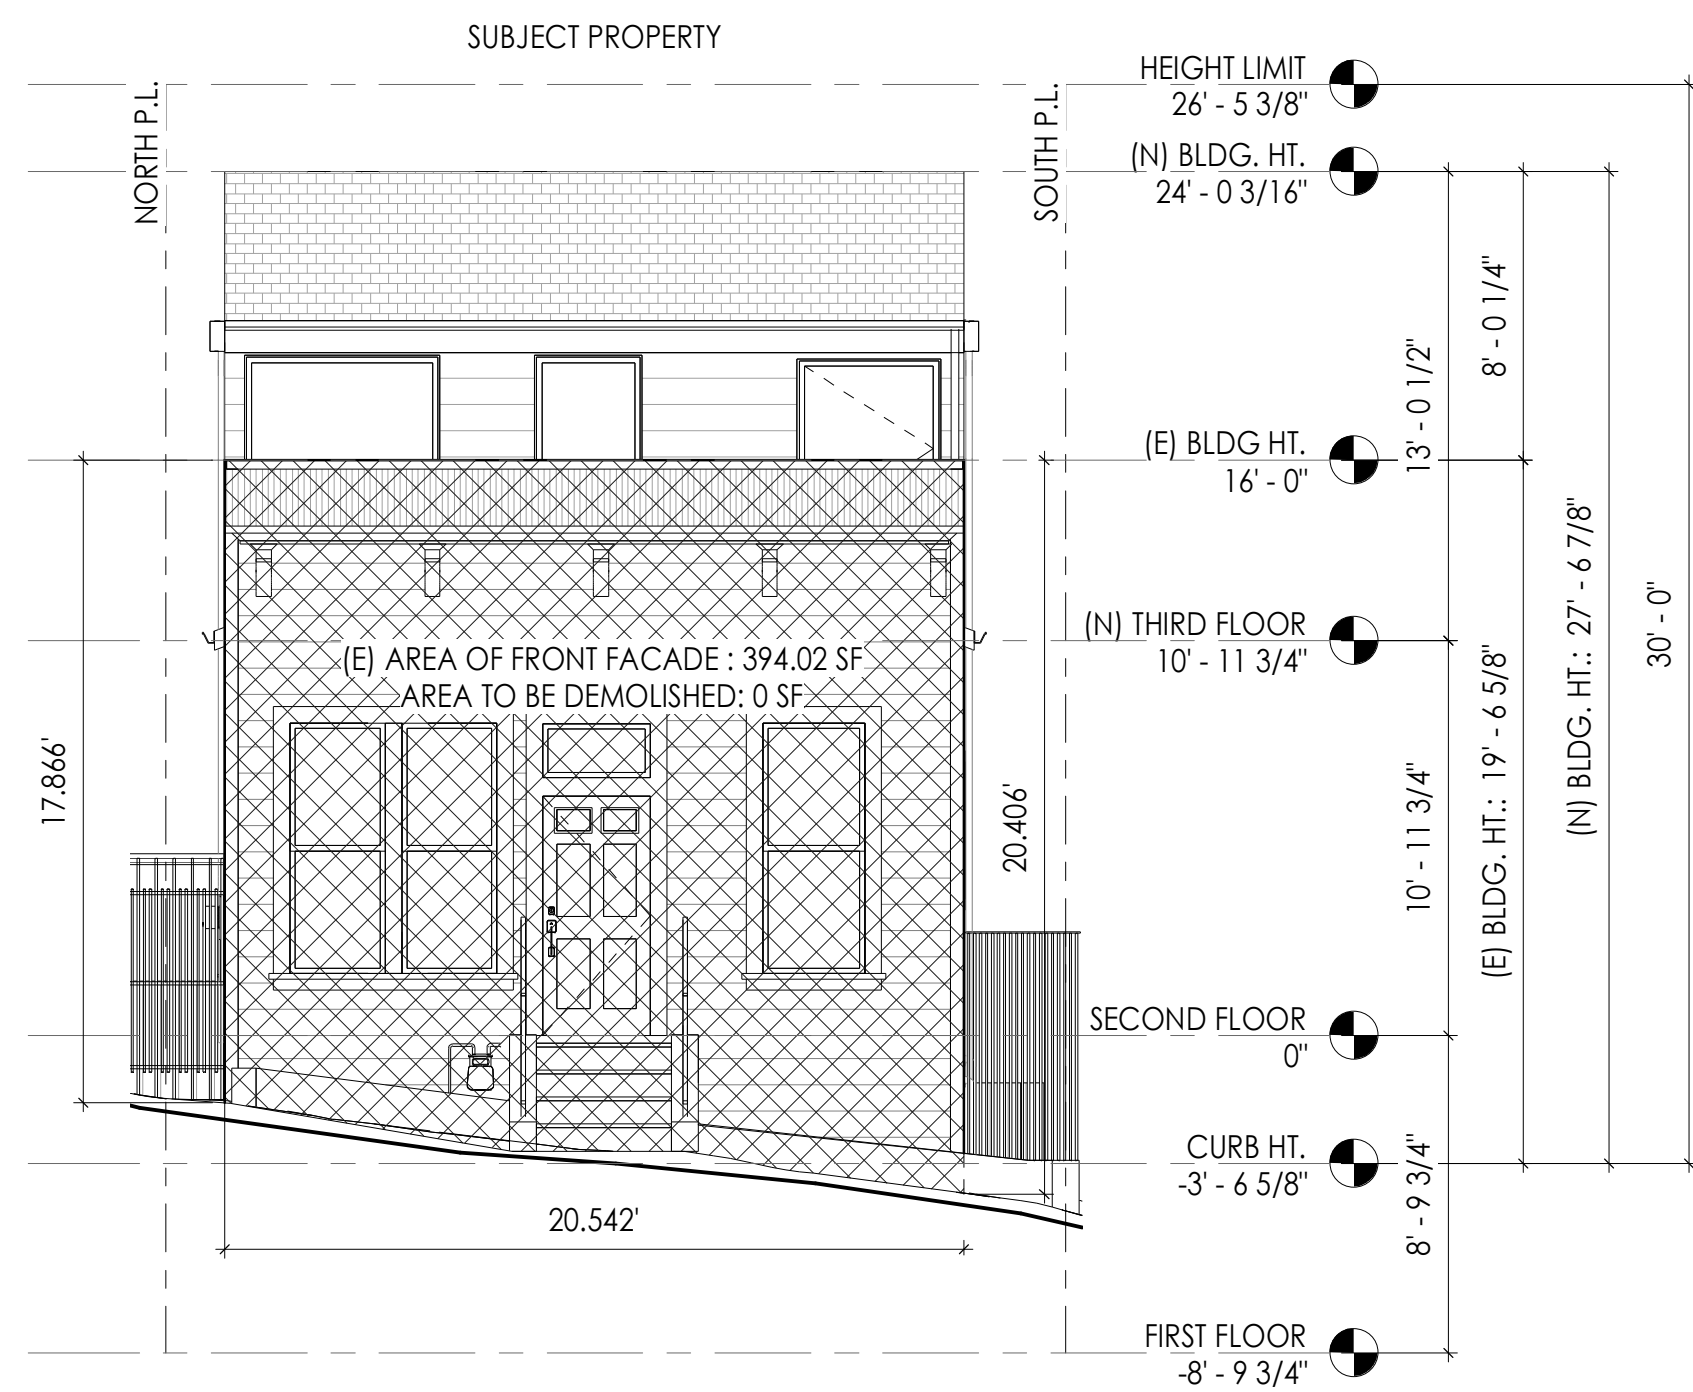 SUBJECT PROPERTY
NORTH P.L.
SOUTH P.L.
HEIGHT LIMIT
26' - 5 3/8"
(N) BLDG. HT.
24' - 0 3/16"
8' - 0 1/4"
13' - 0 1/2"
(E) BLDG HT.
16' - 0"
(N) BLDG. HT.: 27' - 6 7/8"
30' - 0"
(N) THIRD FLOOR
10' - 11 3/4"
(E) AREA OF FRONT FACADE : 394.02 SF
AREA TO BE DEMOLISHED: 0 SF
17.866'
20.406'
10' - 11 3/4"
(E) BLDG. HT.: 19' - 6 5/8"
SECOND FLOOR
0"
CURB HT.
-3' - 6 5/8"
8' - 9 3/4"
20.542'
FIRST FLOOR
-8' - 9 3/4"